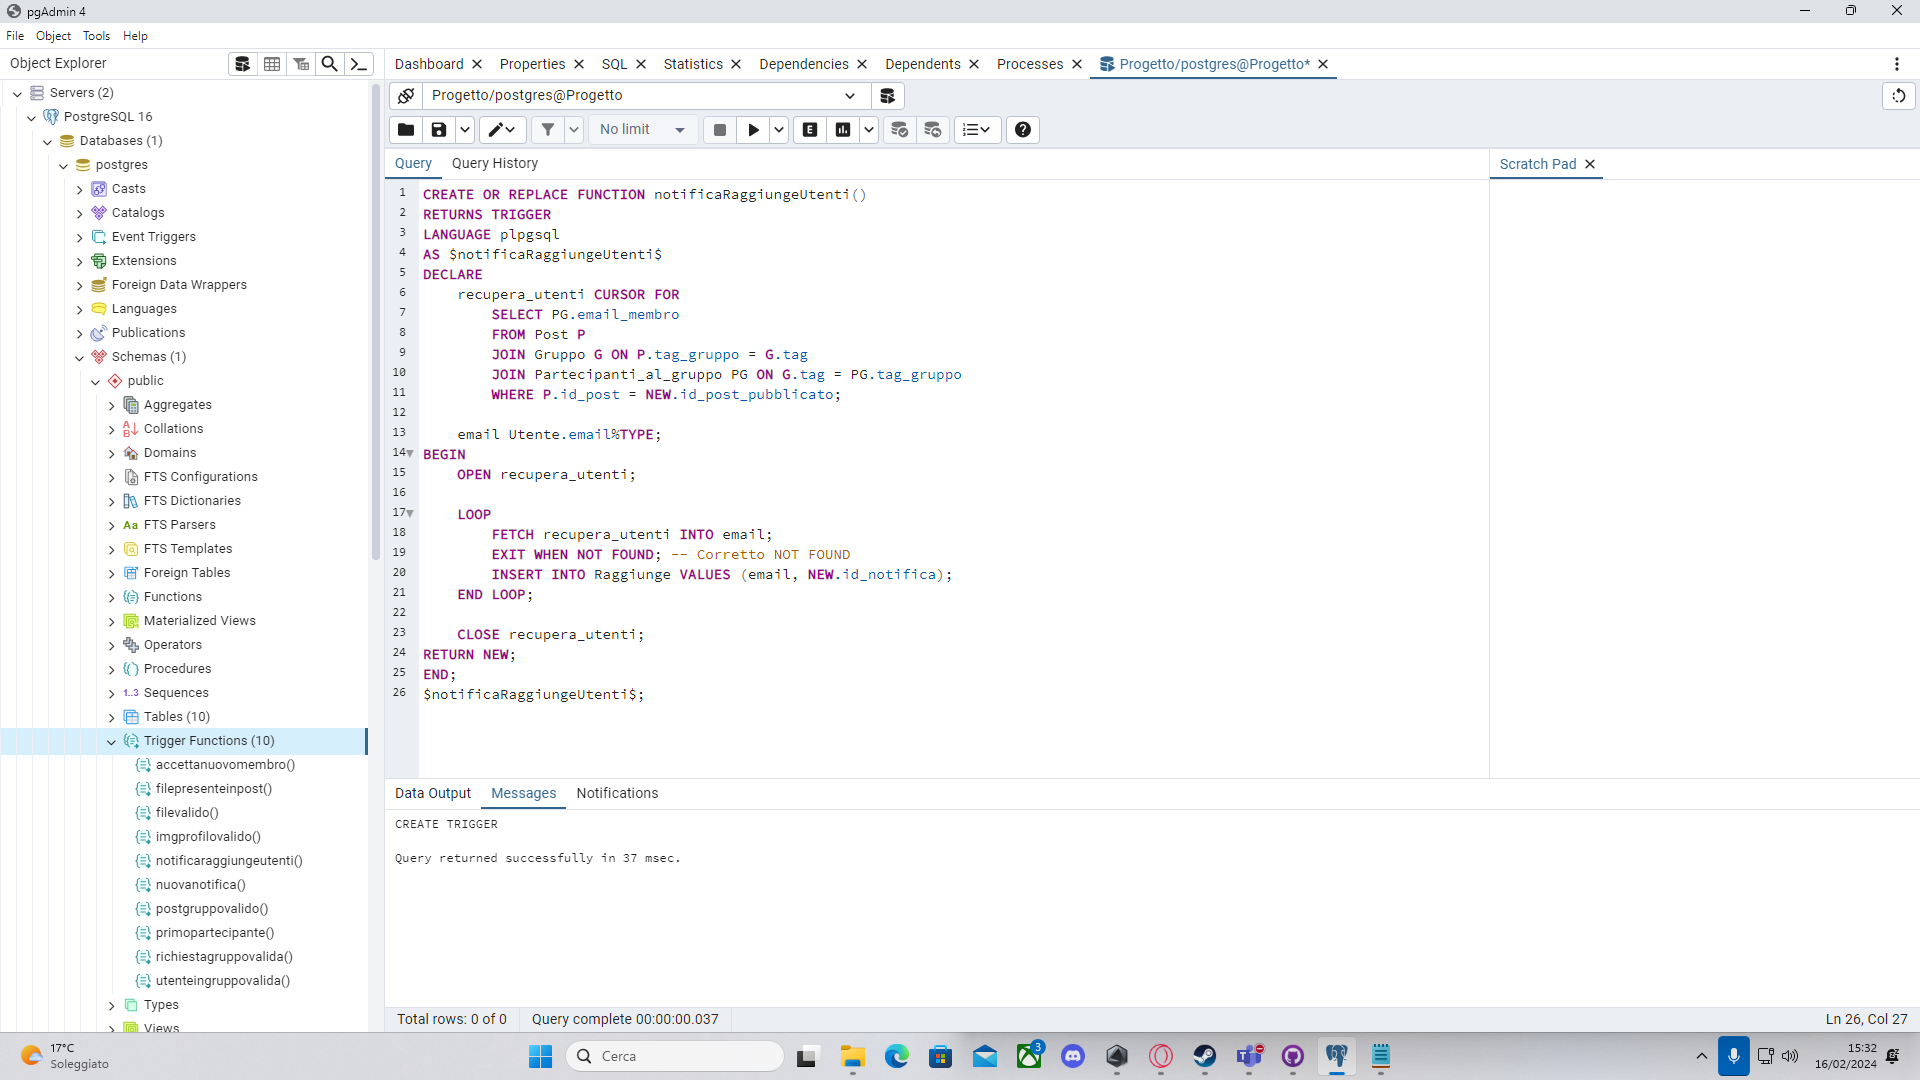 pgAdmin 4
File Object Tools Help
Object Explorer
Dashboard Properties SQL Statistics Dependencies Dependents Processes Progetto/postgres@Progetto*
Servers (2)
PostgreSQL 16
Databases (1)
postgres
Casts
Catalogs
Event Triggers
Extensions
Foreign Data Wrappers
Languages
Publications
Schemas (1)
public
Aggregates
Collations
Domains
FTS Configurations
FTS Dictionaries
Aa FTS Parsers
FTS Templates
Foreign Tables
Functions
Materialized Views
Operators
Procedures
1..3 Sequences
Tables (10)
Trigger Functions (10)
accettanuovomembro()
filepresenteinpost()
filevalido()
imgprofilovalido()
notificaraggiungeutenti()
nuovanotifica()
postgruppovalido()
primopartecipante()
richiestagruppovalida()
utenteingruppovalida()
Types
Views
Progetto/postgres@Progetto
No limit
E
Query Query History
Scratch Pad
1 CREATE OR REPLACE FUNCTION notificaRaggiungeUtenti()
2 RETURNS TRIGGER
3 LANGUAGE plpgsql
4 AS $notificaRaggiungeUtenti$
5 DECLARE
6 recupera_utenti CURSOR FOR
7 SELECT PG.email_membro
8 FROM Post P
9 JOIN Gruppo G ON P.tag_gruppo = G.tag
10 JOIN Partecipanti_al_gruppo PG ON G.tag = PG.tag_gruppo
11 WHERE P.id_post = NEW.id_post_pubblicato;
12
13 email Utente.email%TYPE;
14 BEGIN
15 OPEN recupera_utenti;
16
17 LOOP
18 FETCH recupera_utenti INTO email;
19 EXIT WHEN NOT FOUND; -- Corretto NOT FOUND
20 INSERT INTO Raggiunge VALUES (email, NEW.id_notifica);
21 END LOOP;
22
23 CLOSE recupera_utenti;
24 RETURN NEW;
25 END;
26 $notificaRaggiungeUtenti$;
Data Output Messages Notifications
CREATE TRIGGER
Query returned successfully in 37 msec.
Total rows: 0 of 0 Query complete 00:00:00.037
Ln 26, Col 27
17°C
Soleggiato
Cerca
3
15:32
16/02/2024